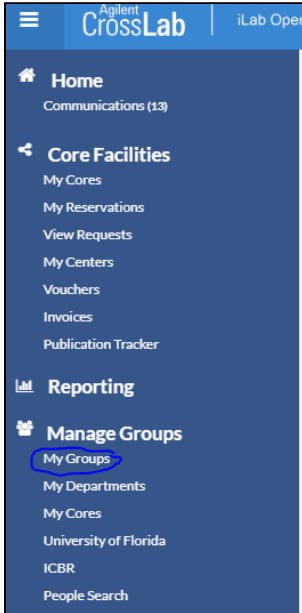 Agilent
CrossLab
iLab Oper
Home
Communications (13)
Core Facilities
My Cores
My Reservations
View Requests
My Centers
Vouchers
Invoices
Publication Tracker
Reporting
Manage Groups
My Groups
My Departments
My Cores
University of Florida
ICBR
People Search